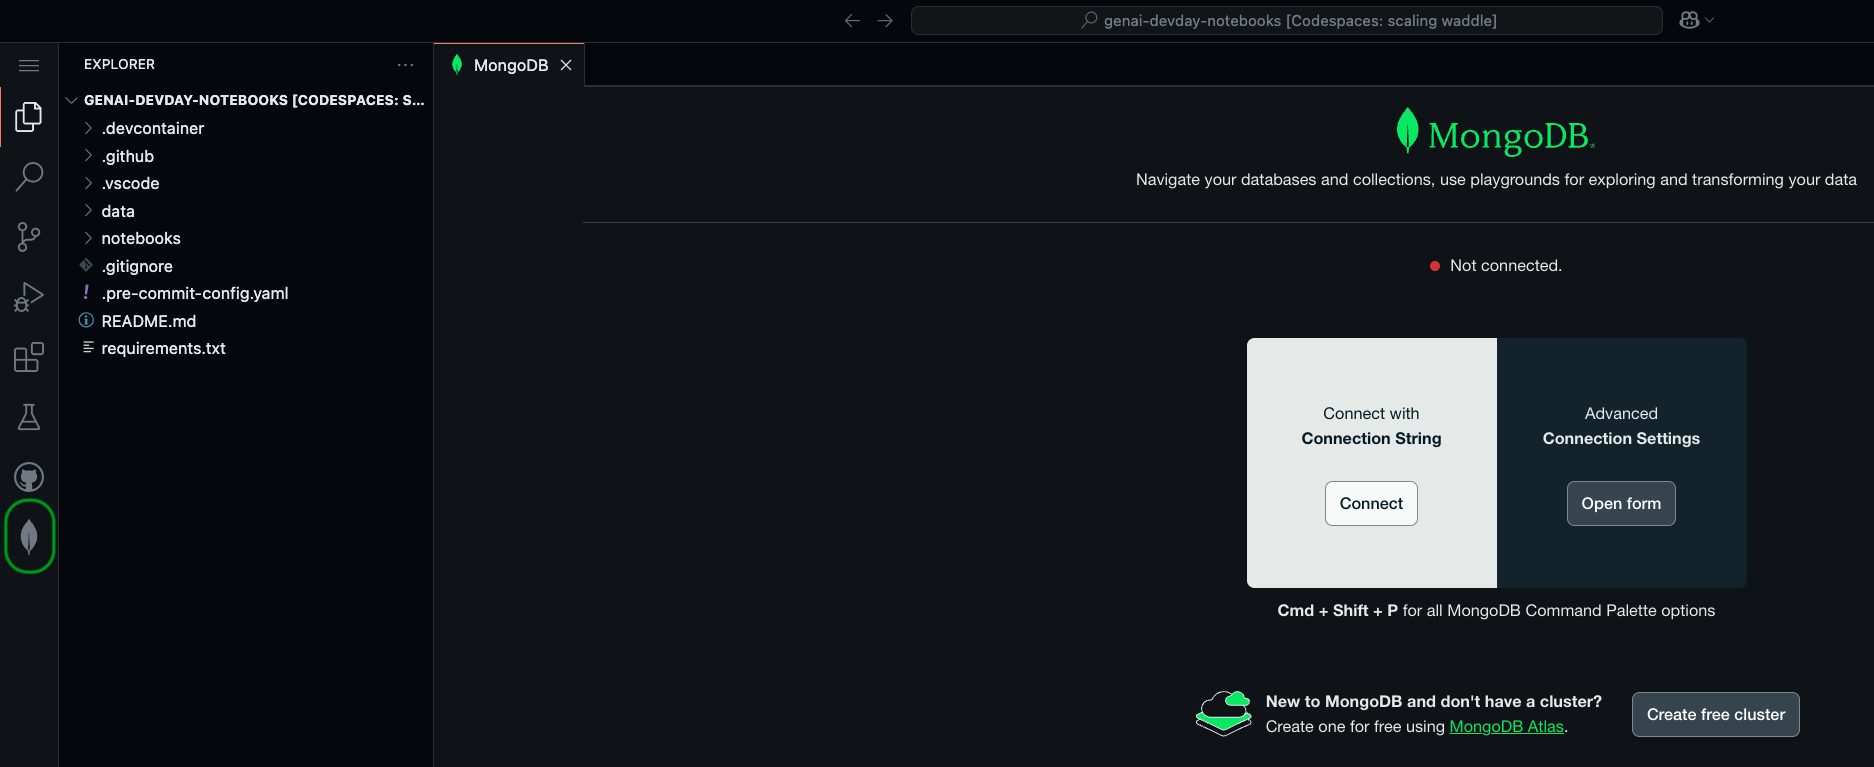 genai-devday-notebooks [Codespaces: scaling waddle]
EXPLORER
MongoDB
GENAI-DEVDAY-NOTEBOOKS [CODESPACES: S...
.devcontainer
.github
.vscode
data
notebooks
.gitignore
.pre-commit-config.yaml
README.md
requirements.txt
MongoDB.
Navigate your databases and collections, use playgrounds for exploring and transforming your data
Not connected.
Connect with
Connection String
Connect
Advanced
Connection Settings
Open form
Cmd + Shift + P for all MongoDB Command Palette options
New to MongoDB and don't have a cluster?
Create one for free using MongoDB Atlas.
Create free cluster